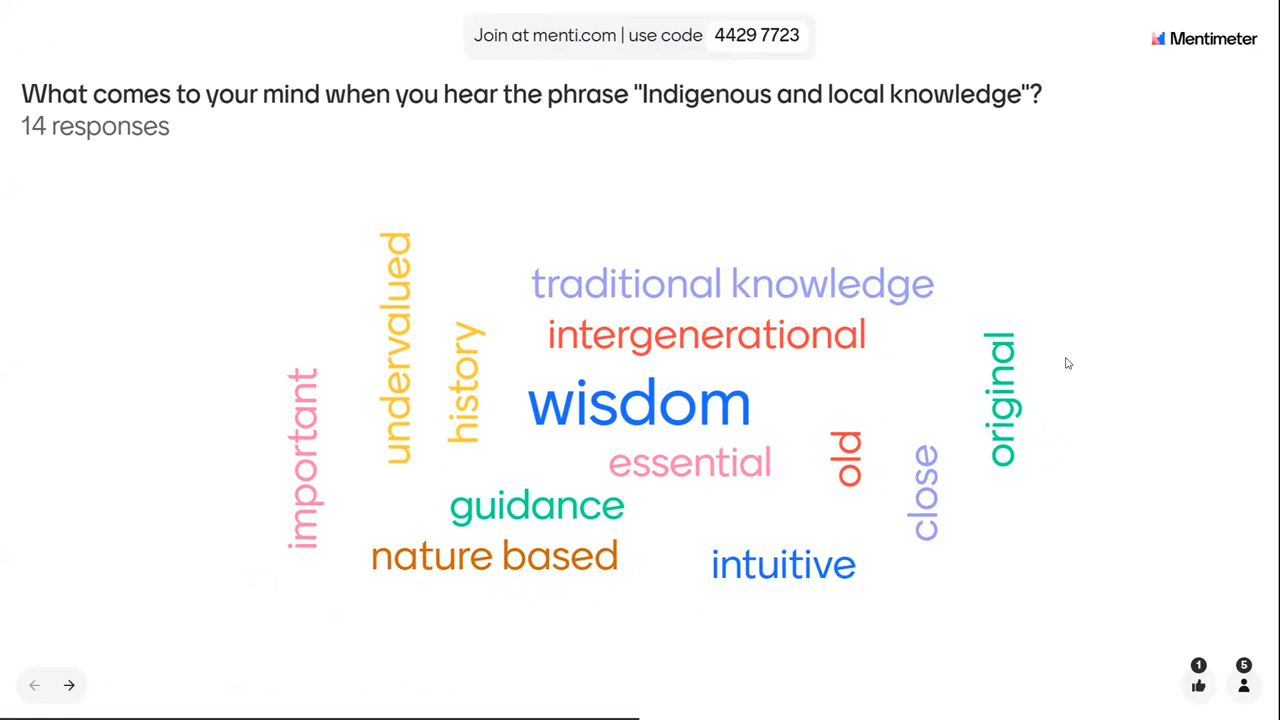 Join at menti.com | use code 4429 7723
Mentimeter
What comes to your mind when you hear the phrase "Indigenous and local knowledge"?
14 responses
traditional knowledge
intergenerational
undervalued
history
important
wisdom
original
essential
old
close
guidance
nature based
intuitive
1
5